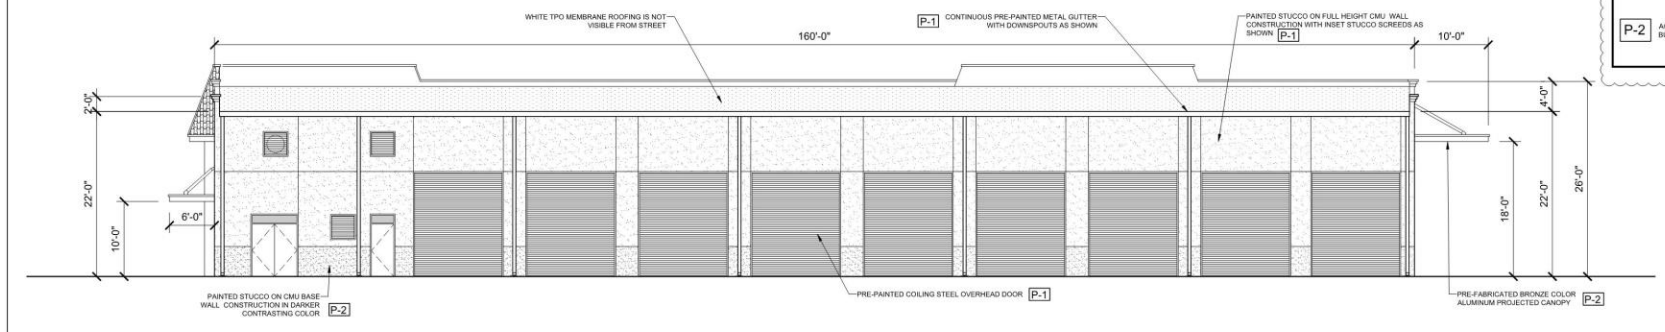 WHITE TPO MEMBRANE ROOFING IS NOT
VISIBLE FROM STREET
P-1 CONTINUOUS PRE-PAINTED METAL GUTTER
WITH DOWNSPOUTS AS SHOWN
PAINTED STUCCO ON FULL HEIGHT CMU WALL
CONSTRUCTION WITH INSET STUCCO SCREEDS AS
SHOWN P-1
P-2
160'-0"
10'-0"
2'-0"
22'-0"
6'-0"
10'-0"
4'-0"
18'-0"
22'-0"
26'-0"
PAINTED STUCCO ON CMU BASE
WALL CONSTRUCTION IN DARKER
CONTRASTING COLOR P-2
PRE-PAINTED COILING STEEL OVERHEAD DOOR P-1
PRE-FABRICATED BRONZE COLOR
ALUMINUM PROJECTED CANOPY P-2